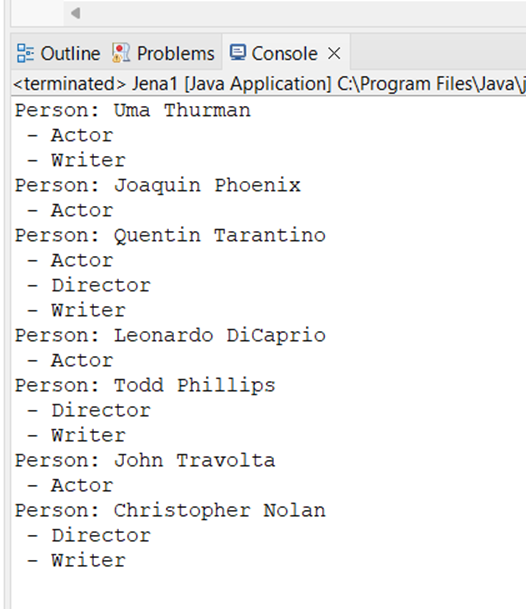 Outline Problems Console
<terminated> Jena1 [Java Application] C:\Program Files\Java\j
Person: Uma Thurman
- Actor
- Writer
Person: Joaquin Phoenix
- Actor
Person: Quentin Tarantino
- Actor
- Director
- Writer
Person: Leonardo DiCaprio
- Actor
Person: Todd Phillips
- Director
- Writer
Person: John Travolta
- Actor
Person: Christopher Nolan
- Director
- Writer